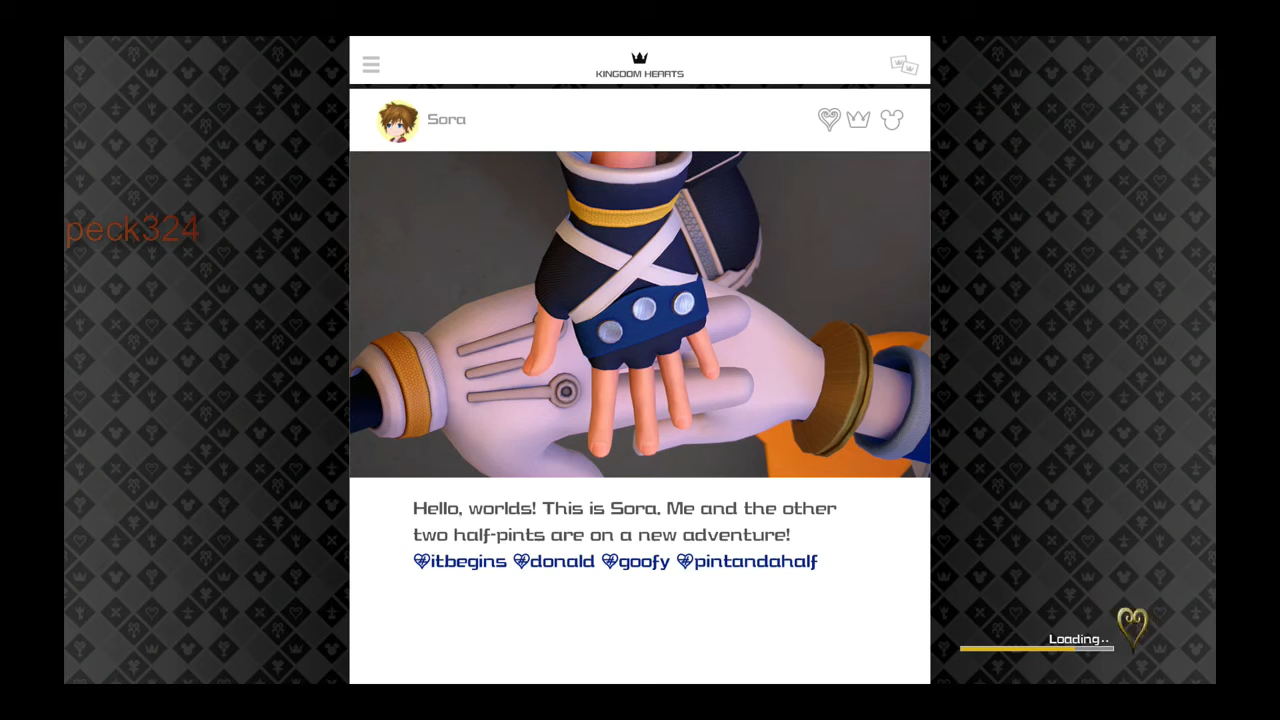 KINGDOM HEARTS
Sora
peck324
Hello, worlds! This is Sora. Me and the other
two half-pints are on a new adventure!
itbegins donald goofy pintandahalf
Loading..